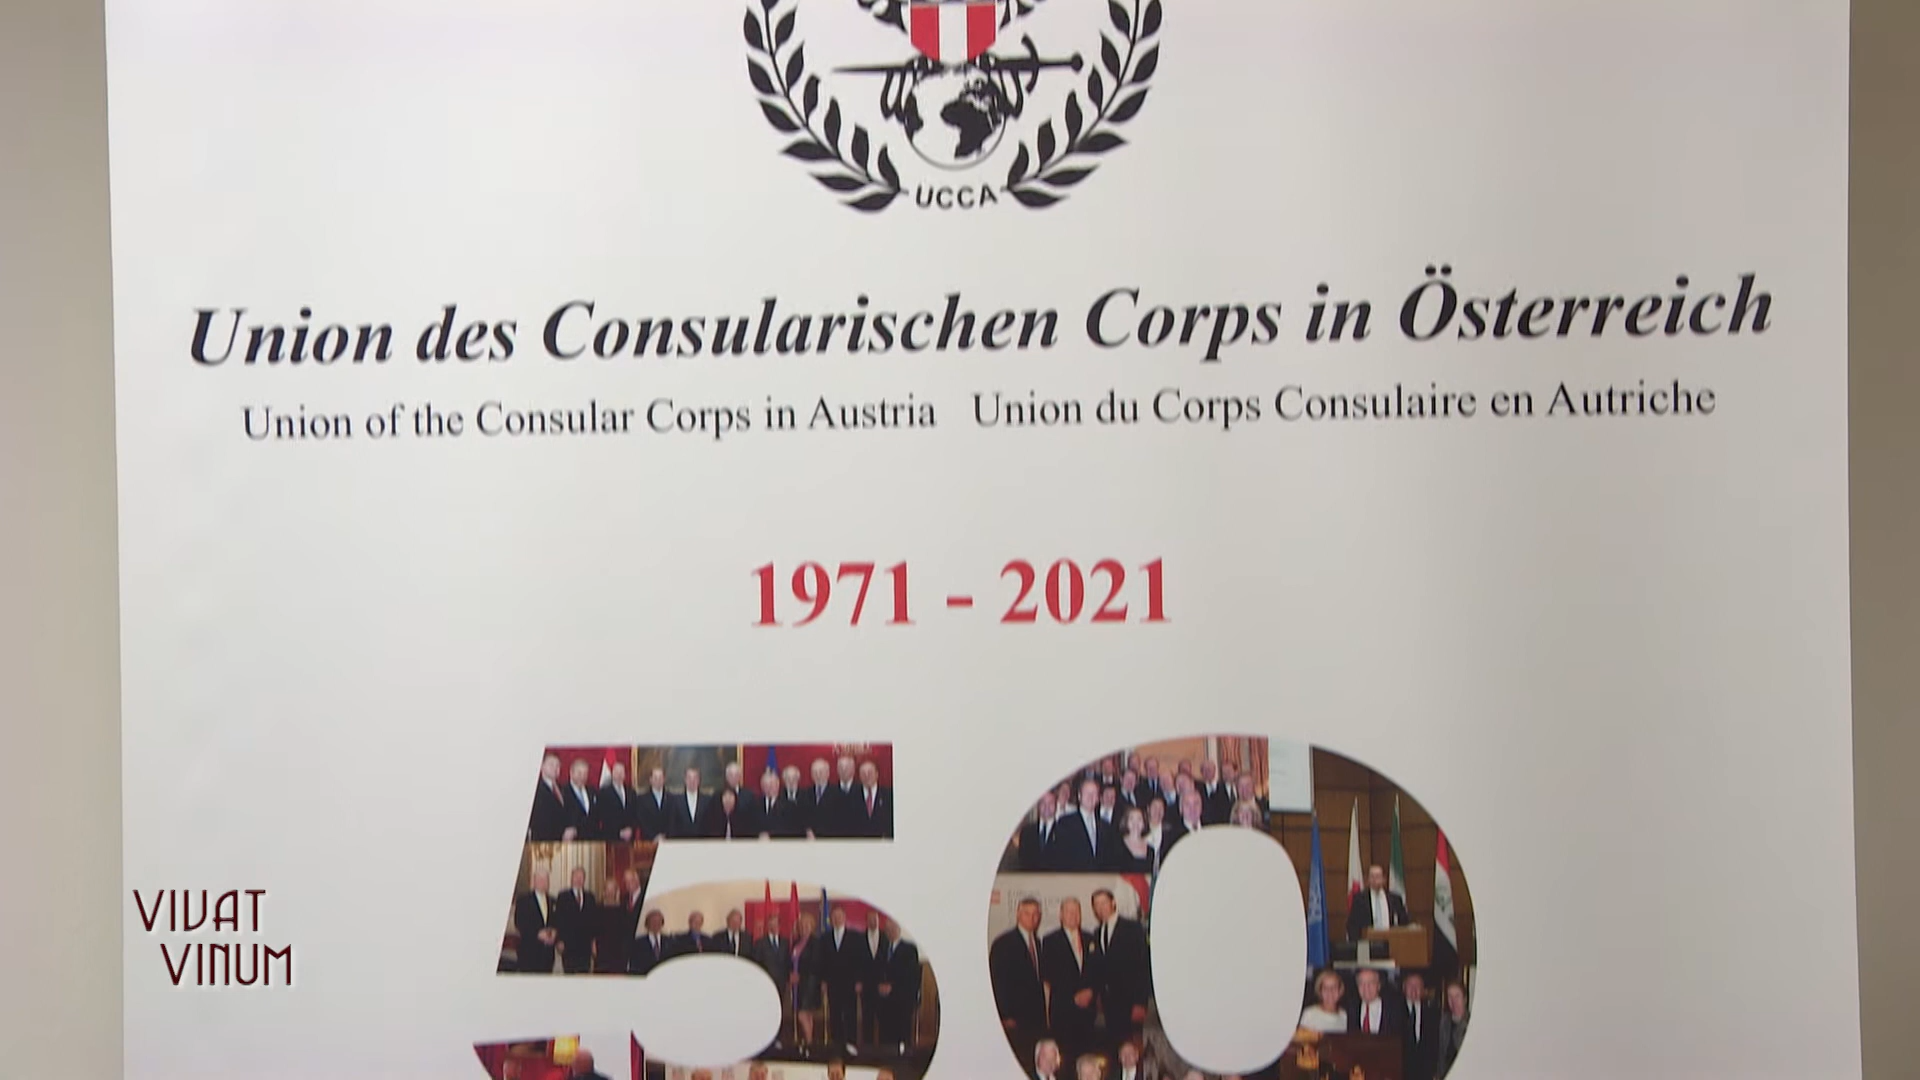 UCCA
Union des Consularischen Corps in Österreich
Union of the Consular Corps in Austria Union du Corps Consulaire en Autriche
1971 - 2021
50
VIVAT
VINUM